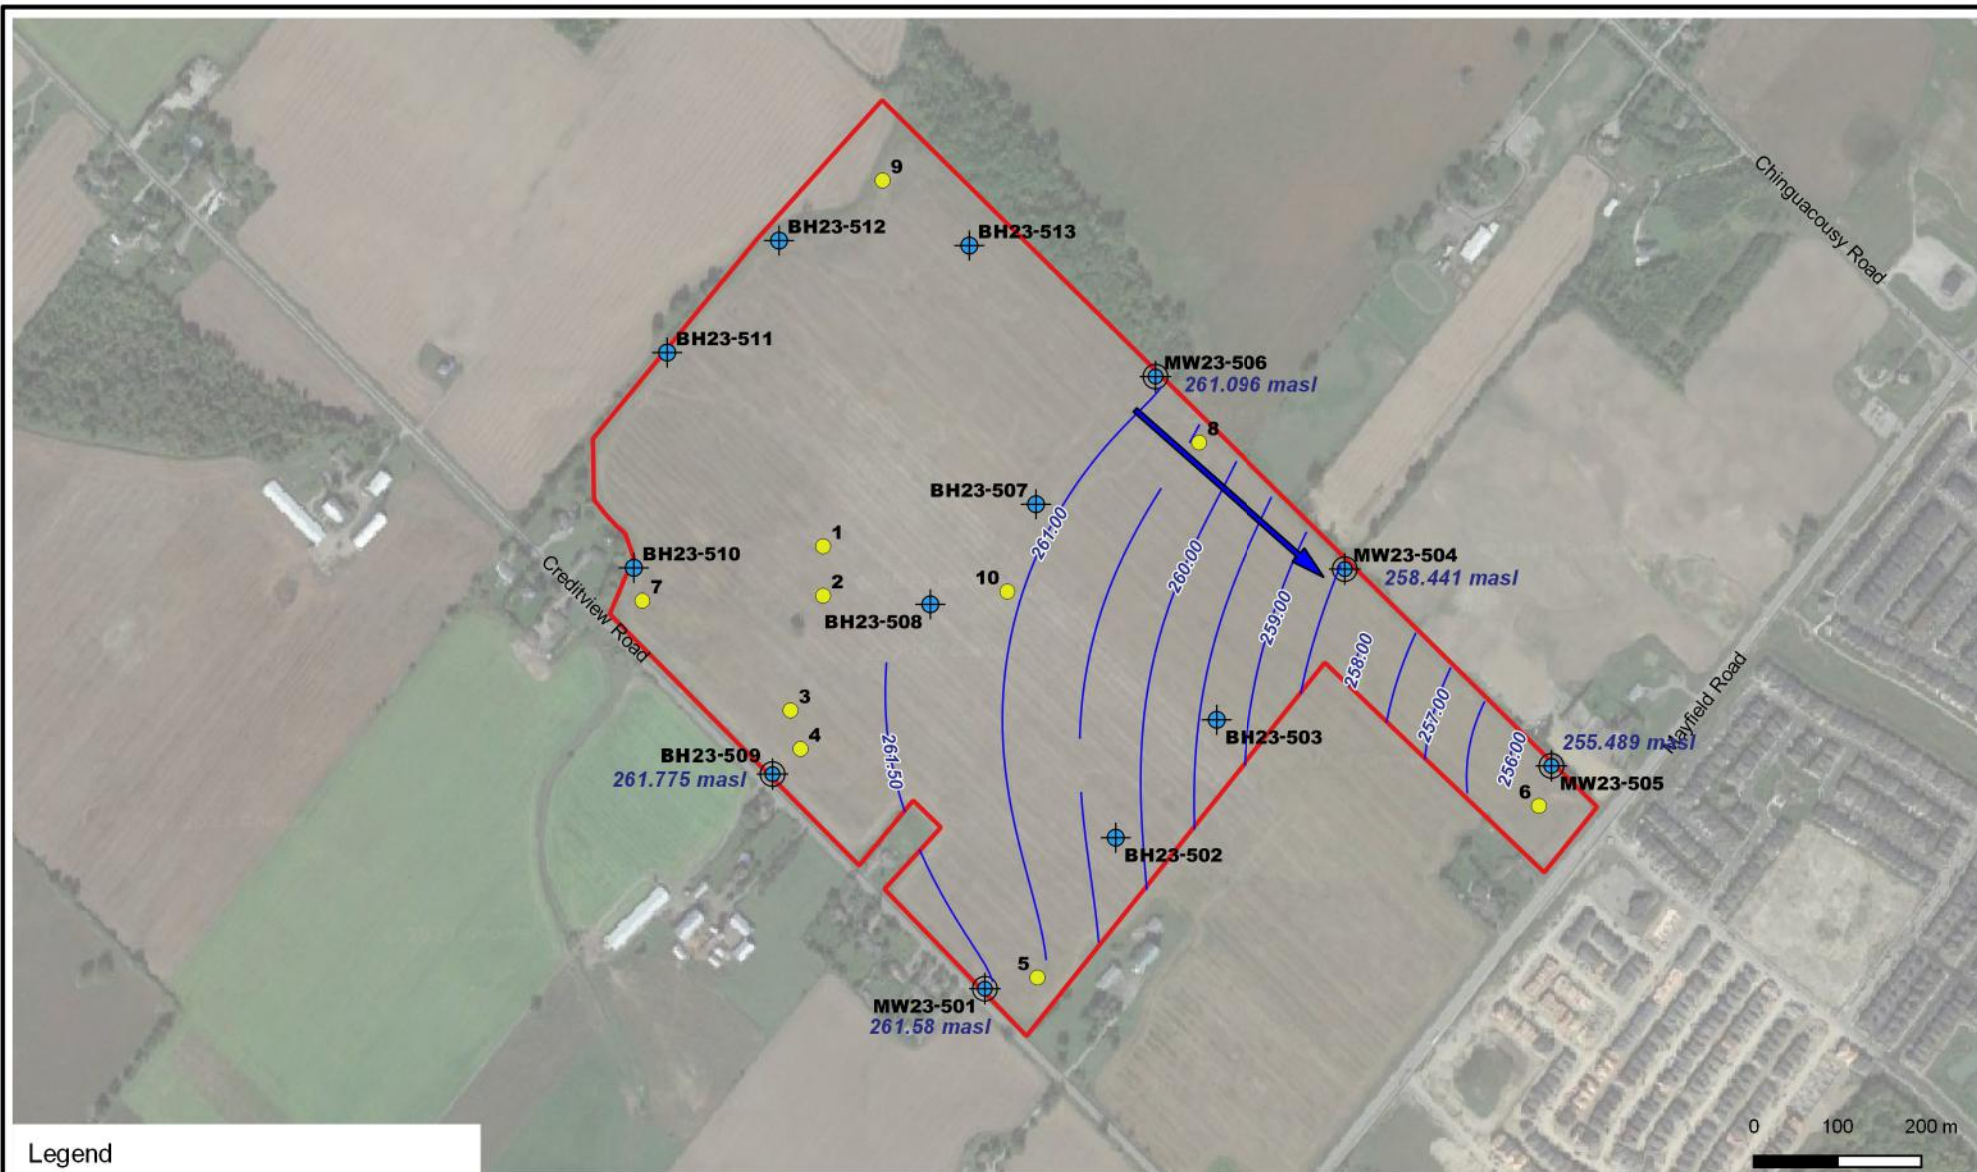 9
BH23-512
BH23-513
Chinguacousy Road
BH23-511
MW23-506
261.096 masl
8
BH23-507
261.00
1
BH23-510
260.00
MW23-504
258.441 masl
Creditview Road
7
2
10
BH23-508
259.00
258.00
3
4
BH23-503
257.00
Mayfield Road
BH23-509
261.775 masl
261.50
256.00
255.489 masl
MW23-505
6
BH23-502
5
MW23-501
261.58 masl
0 100 200 m
Legend